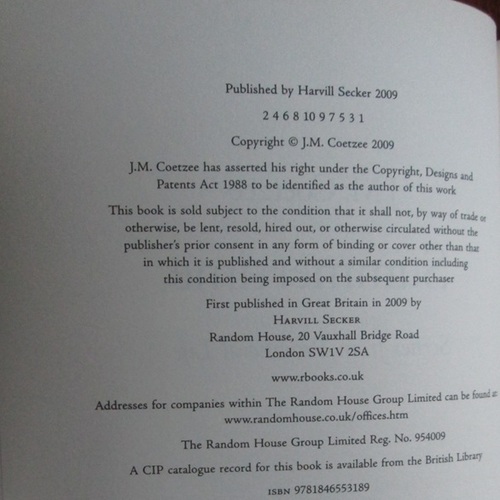 Published by Harvill Secker 2009
2 4 6 8 10 9 7 5 3 1
Copyright © J.M. Coetzee 2009
J.M. Coetzee has asserted his right under the Copyright, Designs and
Patents Act 1988 to be identified as the author of this work
This book is sold subject to the condition that it shall not, by way of trade or
otherwise, be lent, resold, hired out, or otherwise circulated without the
publisher's prior consent in any form of binding or cover other than that
in which it is published and without a similar condition including
this condition being imposed on the subsequent purchaser
First published in Great Britain in 2009 by
HARVILL SECKER
Random House, 20 Vauxhall Bridge Road
London SW1V 2SA
www.rbooks.co.uk
Addresses for companies within The Random House Group Limited can be found at:
www.randomhouse.co.uk/offices.htm
The Random House Group Limited Reg. No. 954009
A CIP catalogue record for this book is available from the British Library
ISBN 9781846553189